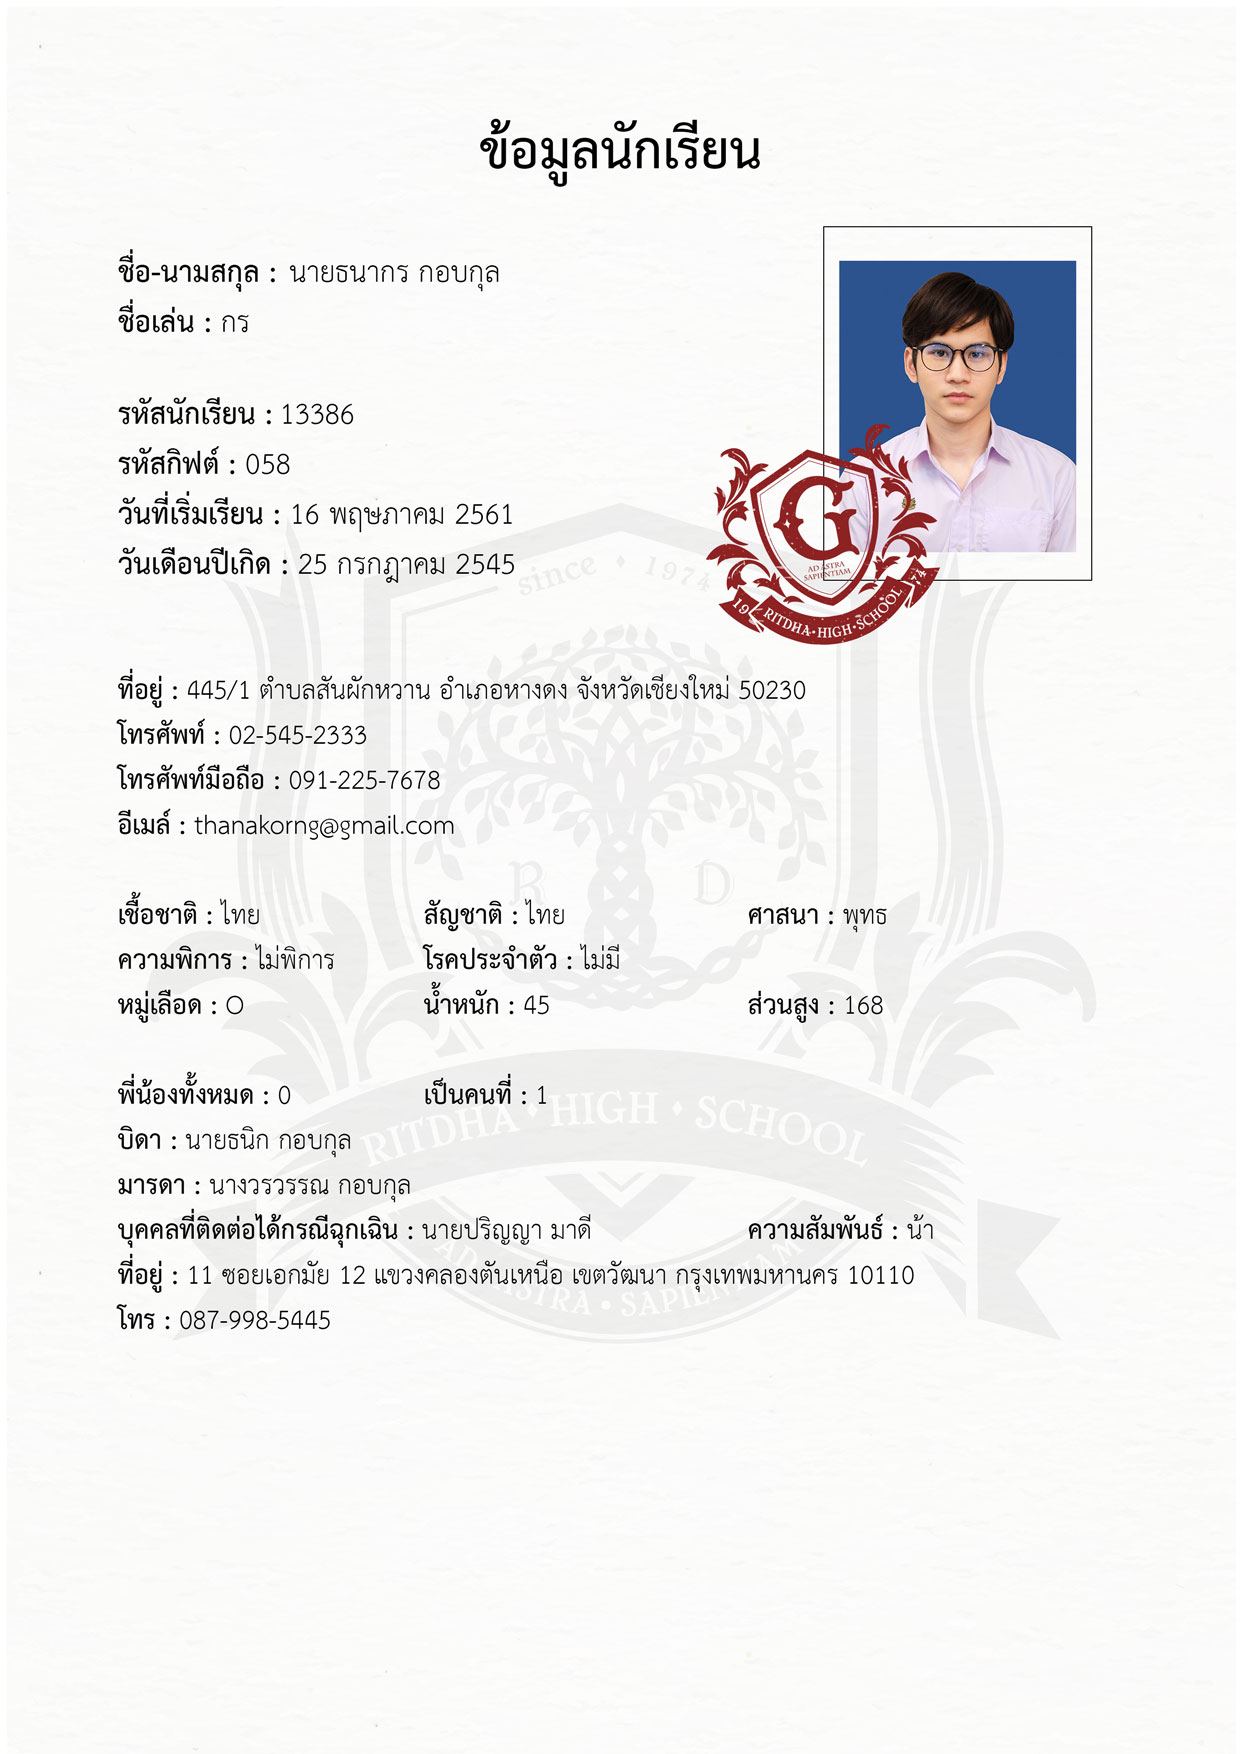 ข้อมูลนักเรียน
ชื่อ-นามสกุล : นายธนากร กอบกุล
ชื่อเล่น : กร
รหัสนักเรียน : 13386
รหัสกิฟต์ : 058
วันที่เริ่มเรียน : 16 พฤษภาคม 2561
วันเดือนปีเกิด : 25 กรกฎาคม 2545
G
AD ASTRA
SAPIENTIAM
1974
RITDHA • HIGH • SCHOOL
since • 1974
ที่อยู่ : 445/1 ตำบลสันผักหวาน อำเภอหางดง จังหวัดเชียงใหม่ 50230
โทรศัพท์ : 02-545-2333
โทรศัพท์มือถือ : 091-225-7678
อีเมล์ : thanakorng@gmail.com
R D
เชื้อชาติ : ไทย สัญชาติ : ไทย ศาสนา : พุทธ
ความพิการ : ไม่พิการ โรคประจำตัว : ไม่มี
หมู่เลือด : O น้ำหนัก : 45 ส่วนสูง : 168
พี่น้องทั้งหมด : 0 เป็นคนที่ : 1
RITDHA • HIGH • SCHOOL
บิดา : นายธนิก กอบกุล
มารดา : นางวรวรรณ กอบกุล
บุคคลที่ติดต่อได้กรณีฉุกเฉิน : นายปริญญา มาดี ความสัมพันธ์ : น้า
ที่อยู่ : 11 ซอยเอกมัย 12 แขวงคลองตันเหนือ เขตวัฒนา กรุงเทพมหานคร 10110
AD ASTRA • SAPIENTIAM
โทร : 087-998-5445